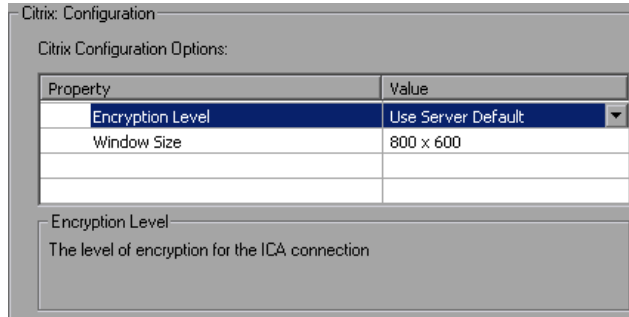 Citrix: Configuration
Citrix Configuration Options:
Property Value
Encryption Level Use Server Default
Window Size 800 x 600
Encryption Level
The level of encryption for the ICA connection